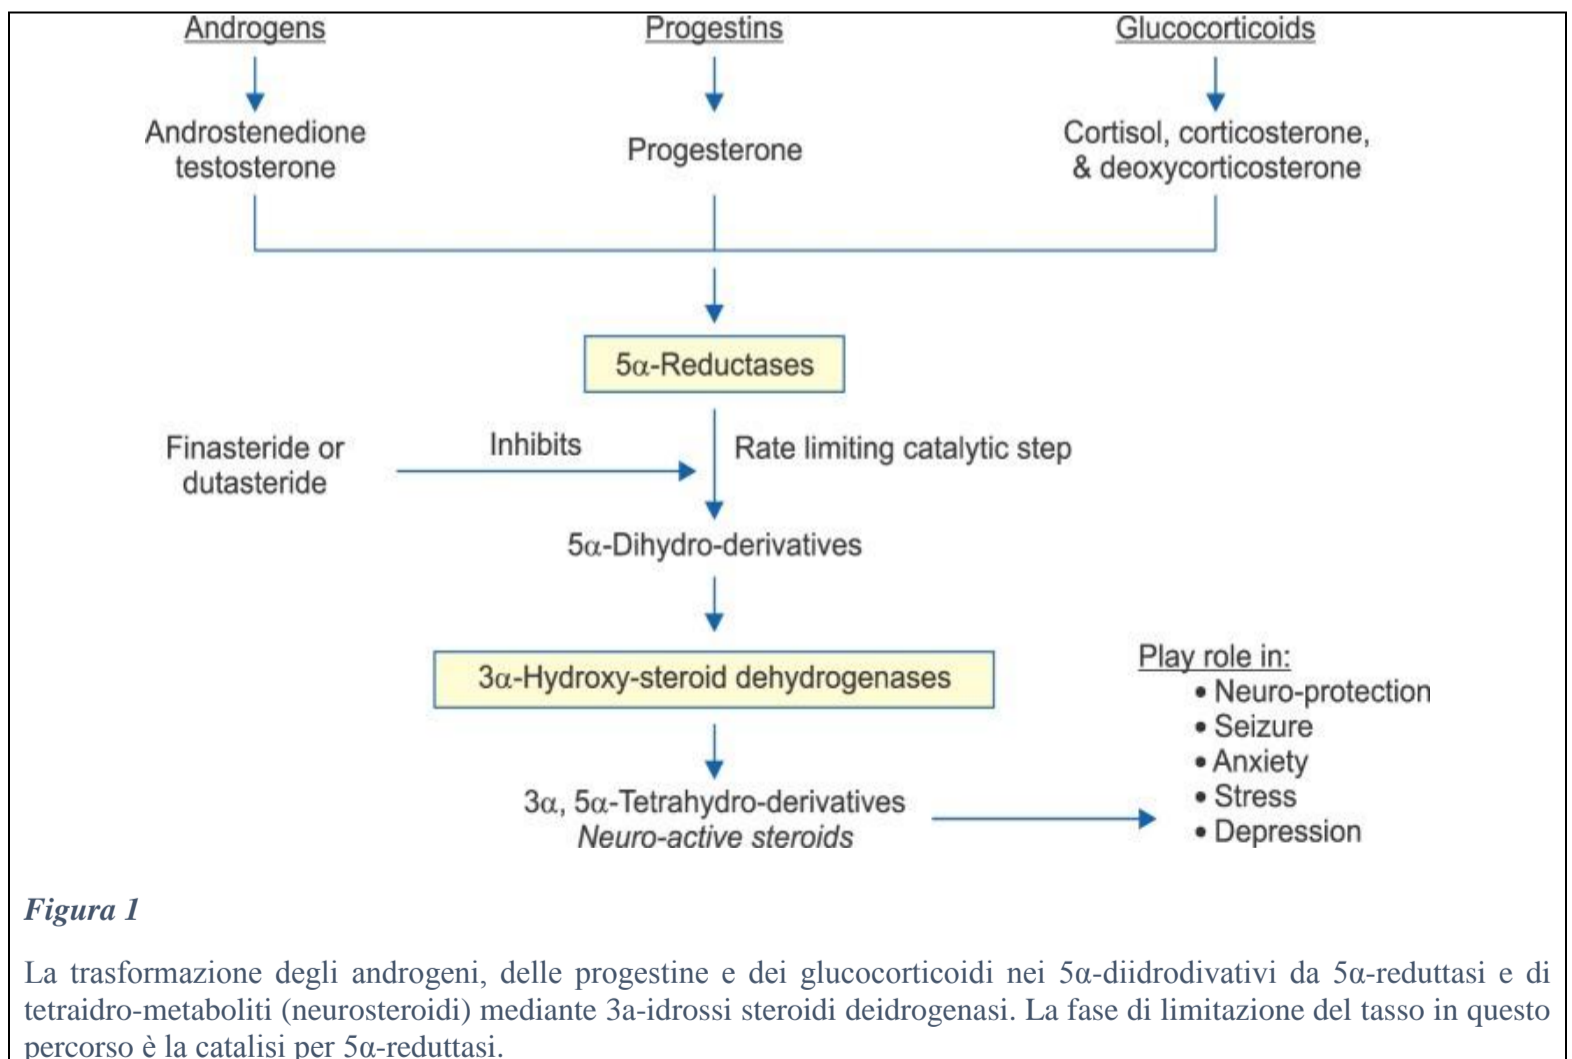 Androgens
Progestins
Glucocorticoids
Androstenedione
testosterone
Progesterone
Cortisol, corticosterone,
& deoxycorticosterone
5α-Reductases
Finasteride or
dutasteride
Inhibits
Rate limiting catalytic step
5α-Dihydro-derivatives
3α-Hydroxy-steroid dehydrogenases
3α, 5α-Tetrahydro-derivatives
Neuro-active steroids
Play role in:
• Neuro-protection
• Seizure
• Anxiety
• Stress
• Depression
Figura 1
La trasformazione degli androgeni, delle progestine e dei glucocorticoidi nei 5α-diidrodivativi da 5α-reduttasi e di
tetraidro-metaboliti (neurosteroidi) mediante 3a-idrossi steroidi deidrogenasi. La fase di limitazione del tasso in questo
percorso è la catalisi per 5α-reduttasi.